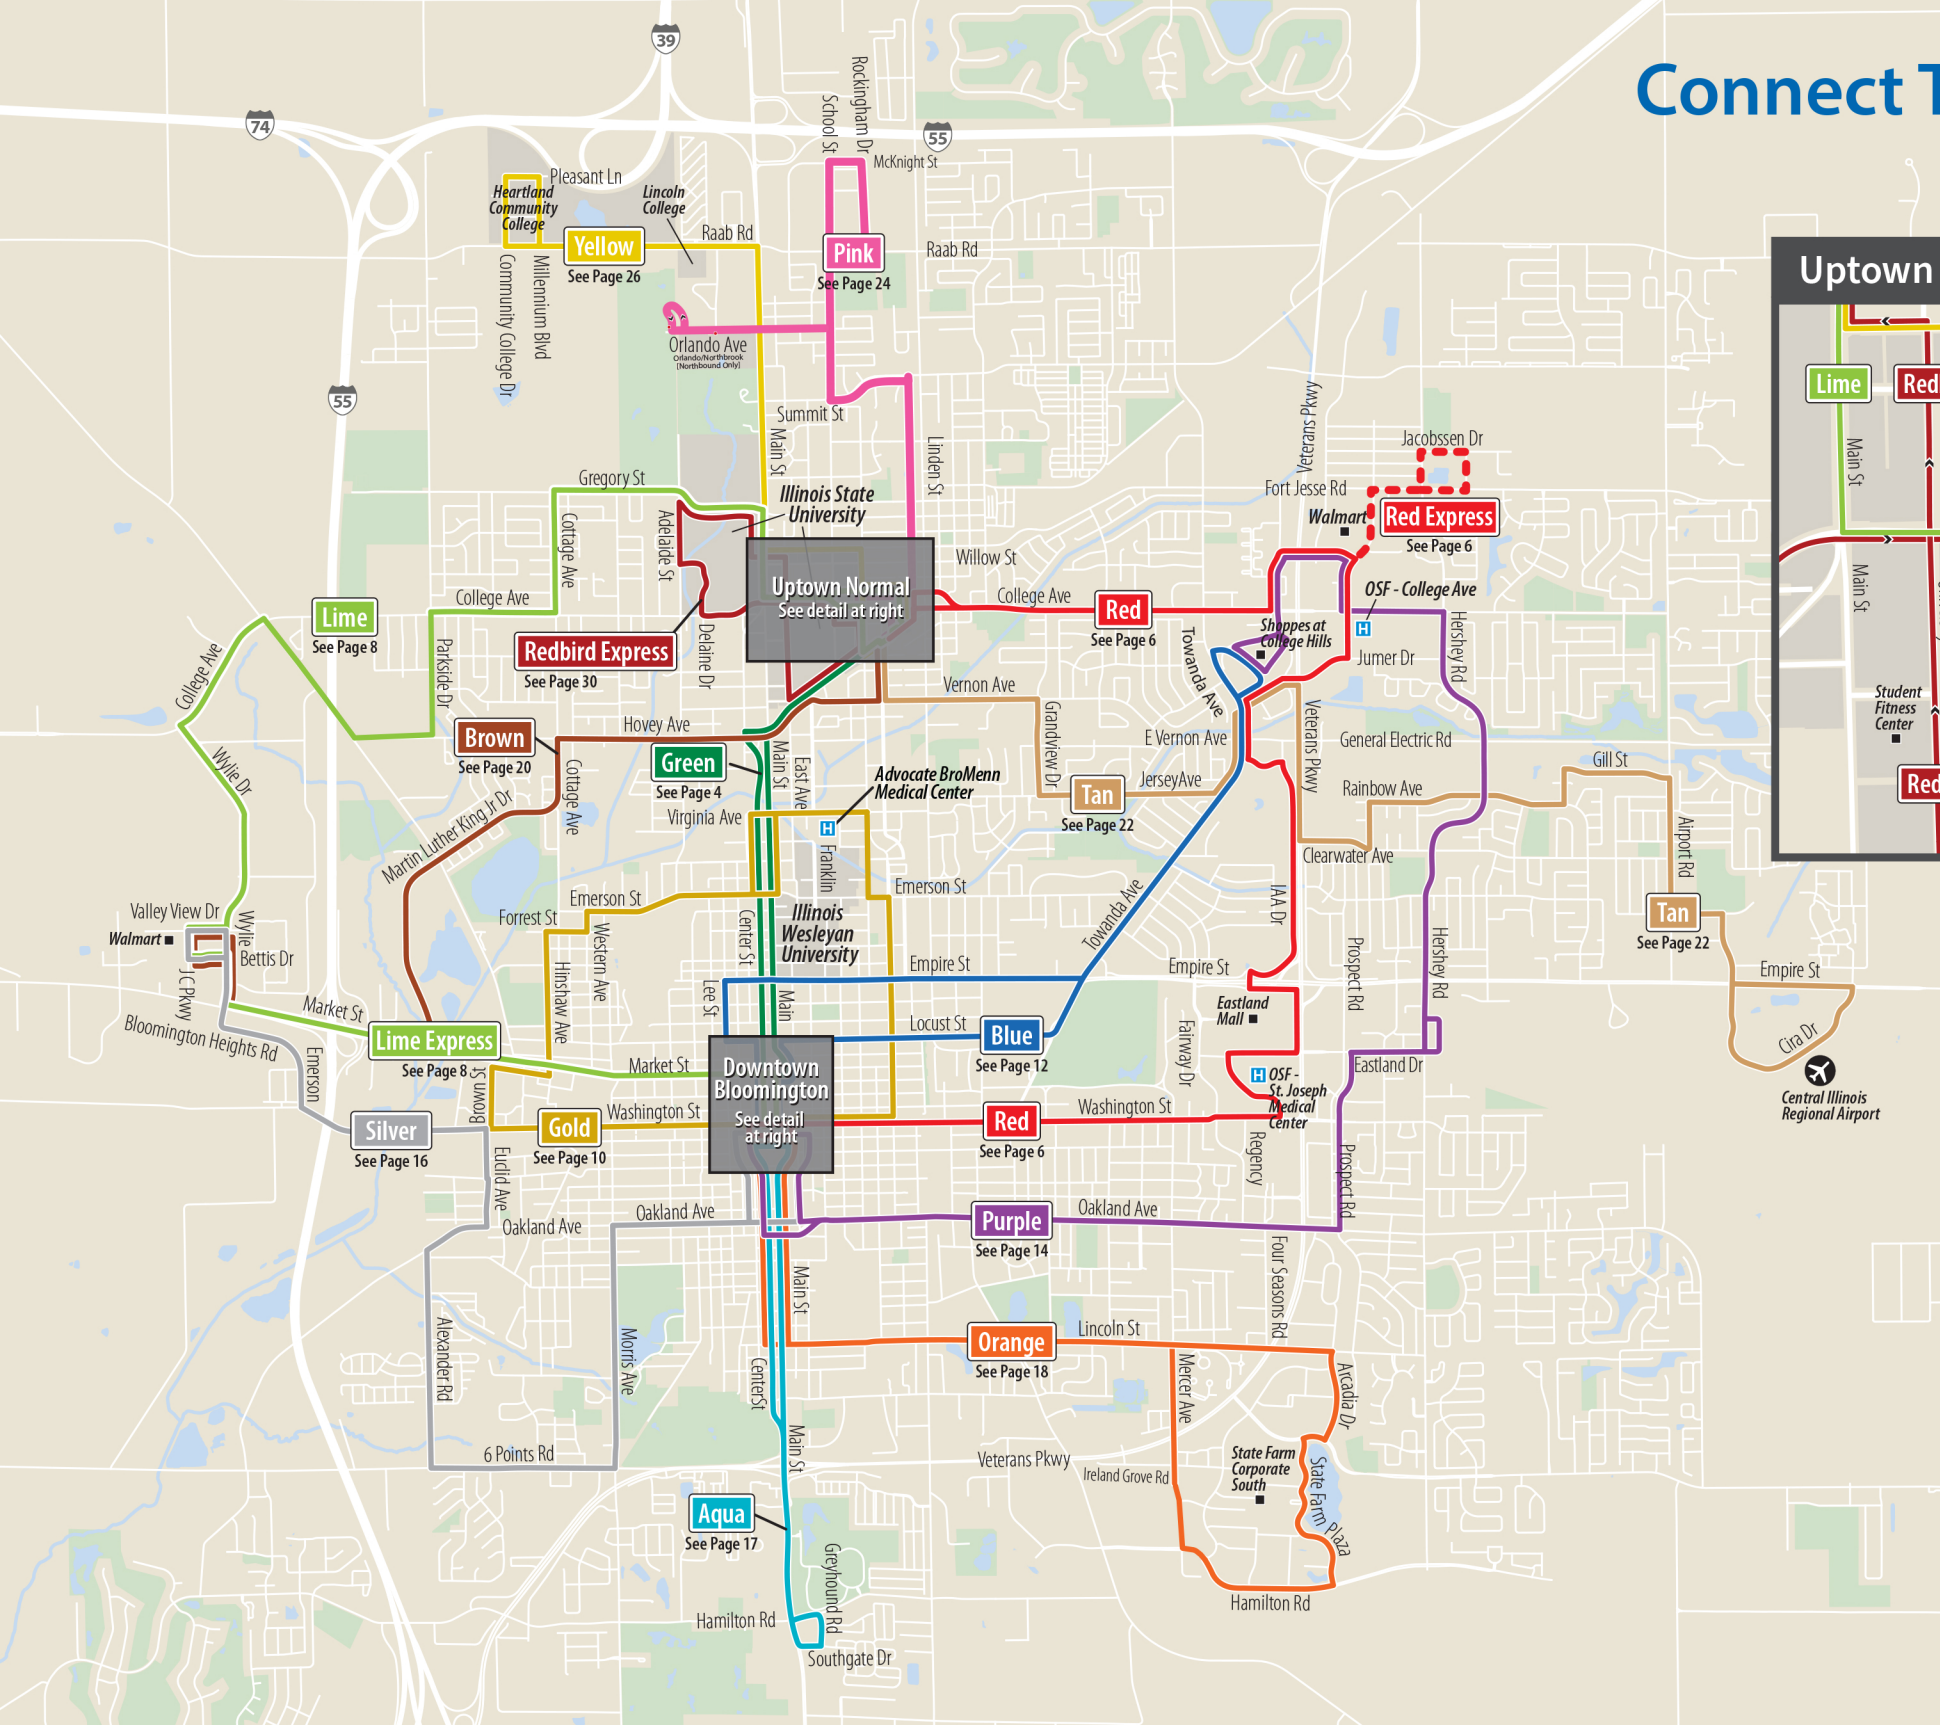 Connect T
39
74
55
55
Rockingham Dr
School St
McKnight St
Pleasant Ln
Heartland
Community
College
Lincoln
College
Yellow
See Page 26
Raab Rd
Pink
See Page 24
Raab Rd
Community College Dr
Millennium Blvd
Orlando Ave
Orlando/Northbrook
[Northbound Only]
Summit St
Main St
Linden St
Veterans Pkwy
Jacobssen Dr
Fort Jesse Rd
Walmart
Red Express
See Page 6
Gregory St
Cottage Ave
Adelaide St
Illinois State
University
Uptown Normal
See detail at right
Willow St
College Ave
Red
See Page 6
OSF - College Ave
Shoppes at
College Hills
Jumer Dr
Hershey Rd
College Ave
Lime
See Page 8
Parkside Dr
College Ave
Redbird Express
See Page 30
Delaine Dr
Towanda Ave
Vernon Ave
Grandview Dr
E Vernon Ave
Veterans Pkwy
General Electric Rd
Gill St
Hovey Ave
Brown
See Page 20
Green
See Page 4
Main St
East Ave
Advocate BroMenn
Medical Center
JerseyAve
Tan
See Page 22
Rainbow Ave
Wylie Dr
Cottage Ave
Martin Luther King Jr Dr
Virginia Ave
Franklin
Clearwater Ave
Airport Rd
Emerson St
Emerson St
Forrest St
Western Ave
Hinshaw Ave
Center St
Illinois
Wesleyan
University
Towanda Ave
IAA Dr
Tan
See Page 22
Valley View Dr
Walmart
Wylie
Bettis Dr
J C Pkwy
Market St
Bloomington Heights Rd
Lime Express
See Page 8
Lee St
Main
Empire St
Empire St
Prospect Rd
Hershey Rd
Empire St
Cira Dr
Central Illinois
Regional Airport
Locust St
Blue
See Page 12
Eastland
Mall
Fairway Dr
Eastland Dr
OSF -
St. Joseph
Medical
Center
Emerson
Brown St
Market St
Downtown
Bloomington
See detail
at right
Silver
See Page 16
Gold
See Page 10
Washington St
Red
See Page 6
Washington St
Regency
Prospect Rd
Euclid Ave
Oakland Ave
Oakland Ave
Purple
See Page 14
Oakland Ave
Four Seasons Rd
Main St
Alexander Rd
Morris Ave
CenterSt
Orange
See Page 18
Lincoln St
Mercer Ave
Arcadia Dr
6 Points Rd
Main St
Veterans Pkwy
Ireland Grove Rd
State Farm
Corporate
South
State Farm Plaza
Aqua
See Page 17
Greyhound Rd
Hamilton Rd
Southgate Dr
Hamilton Rd
Uptown
Lime
Red
Main St
Main St
Student
Fitness
Center
Red